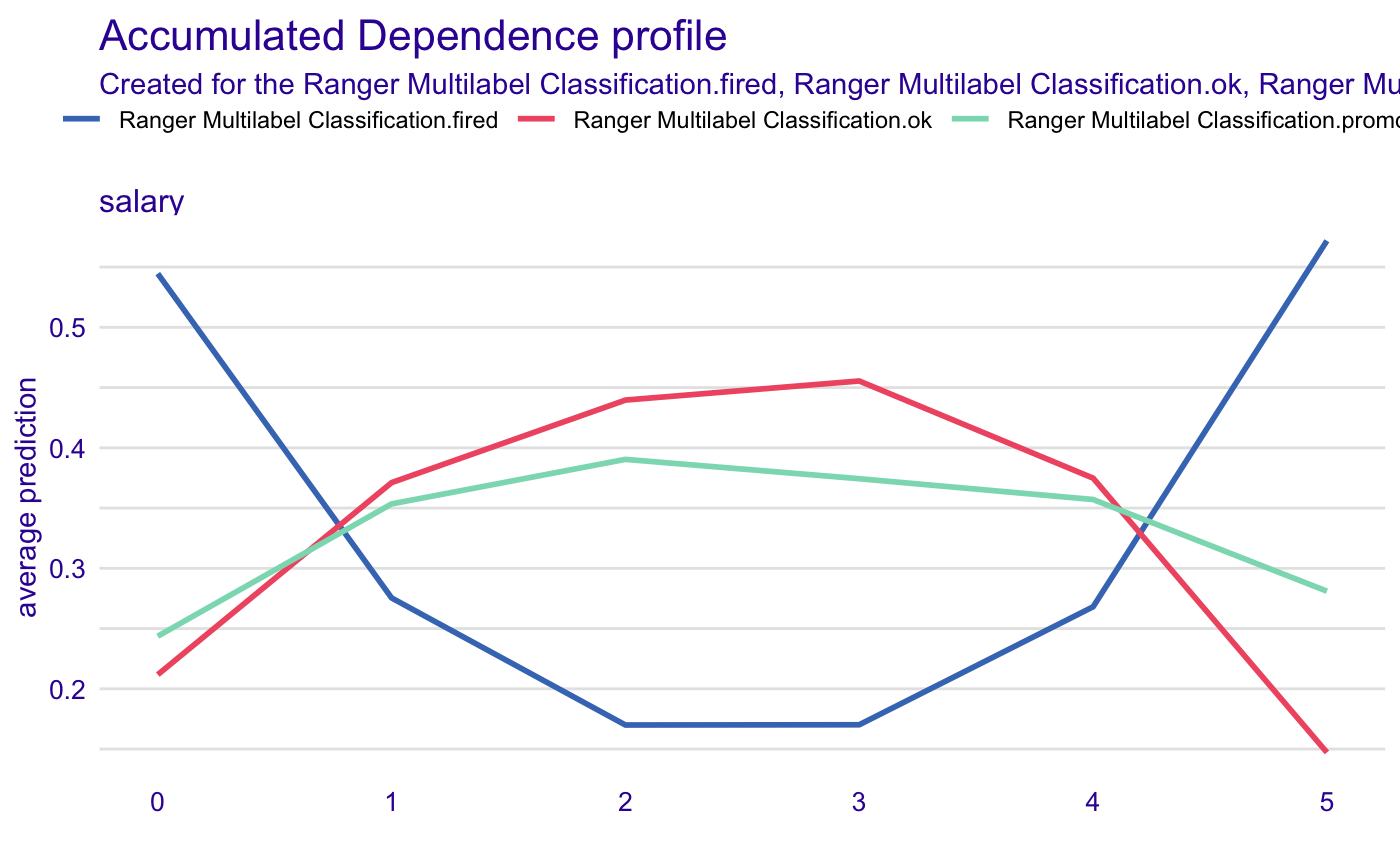 Accumulated Dependence profile
Created for the Ranger Multilabel Classification.fired, Ranger Multilabel Classification.ok, Ranger Mu
Ranger Multilabel Classification.fired Ranger Multilabel Classification.ok Ranger Multilabel Classification.promo
salary
average prediction
0.5
0.4
0.3
0.2
0 1 2 3 4 5